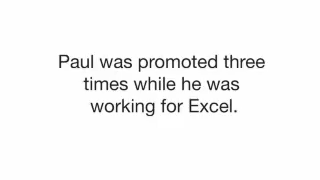 Paul was promoted three
times while he was
working for Excel.